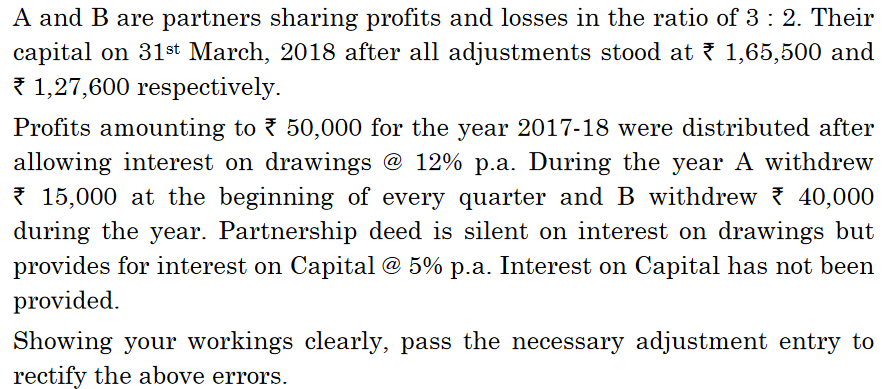 A and B are partners sharing profits and losses in the ratio of 3 : 2. Their
capital on 31st March, 2018 after all adjustments stood at ₹ 1,65,500 and
₹ 1,27,600 respectively.
Profits amounting to ₹ 50,000 for the year 2017-18 were distributed after
allowing interest on drawings @ 12% p.a. During the year A withdrew
₹ 15,000 at the beginning of every quarter and B withdrew ₹ 40,000
during the year. Partnership deed is silent on interest on drawings but
provides for interest on Capital @ 5% p.a. Interest on Capital has not been
provided.
Showing your workings clearly, pass the necessary adjustment entry to
rectify the above errors.